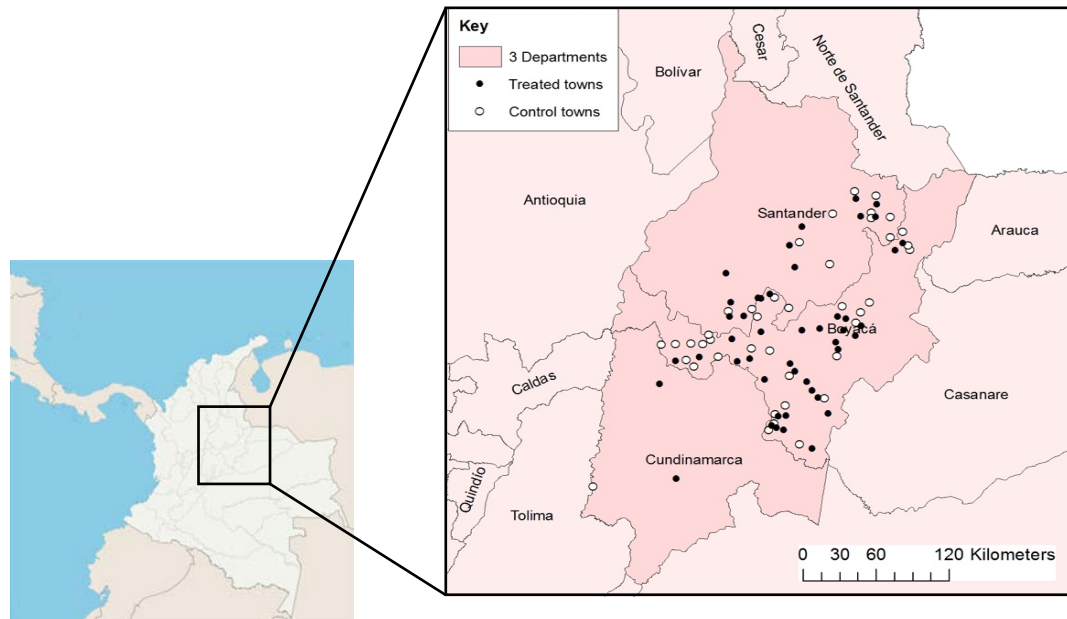 Key
3 Departments
Treated towns
Control towns
Bolívar
Cesar
Norte de Santander
Antioquia
Santander
Arauca
Boyacá
Caldas
Casanare
Cundinamarca
Quindío
Tolima
0 30 60 120 Kilometers